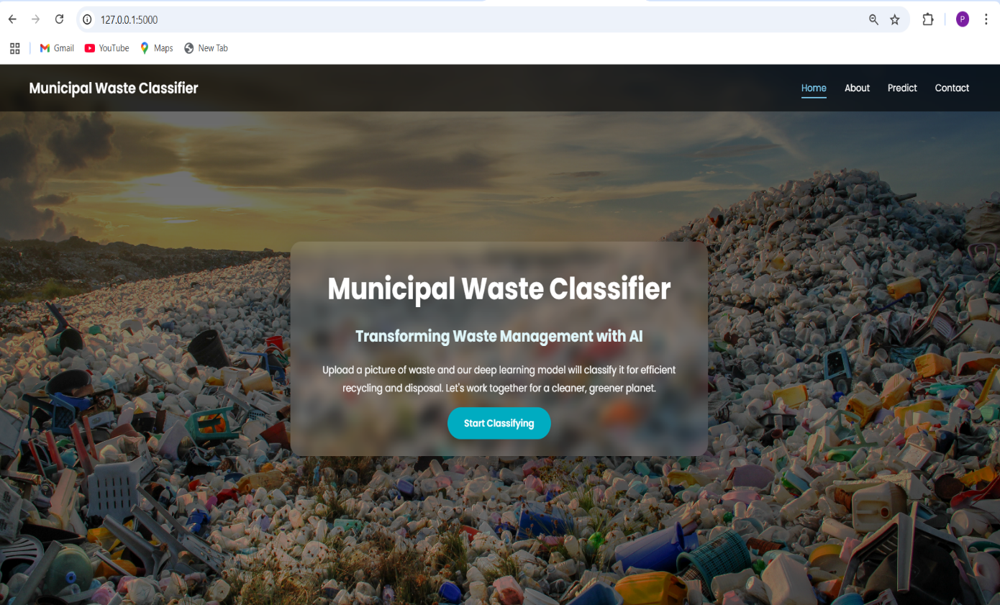 127.0.0.1:5000
P
Gmail YouTube Maps New Tab
Municipal Waste Classifier Home About Predict Contact
Municipal Waste Classifier
Transforming Waste Management with AI
Upload a picture of waste and our deep learning model will classify it for efficient
recycling and disposal. Let's work together for a cleaner, greener planet.
Start Classifying